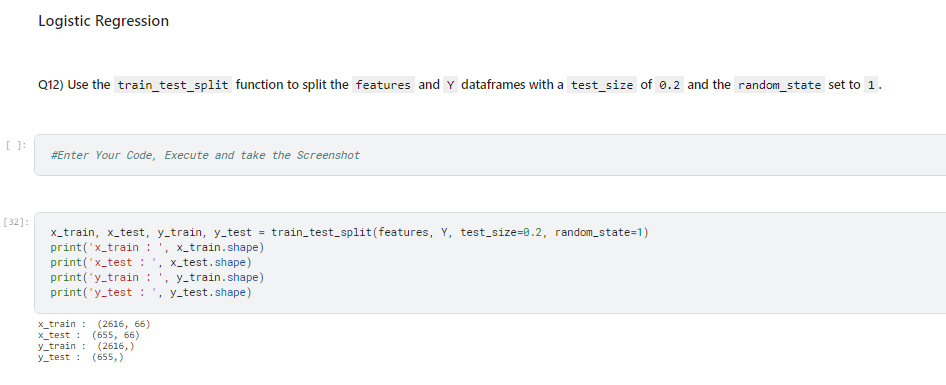 Logistic Regression
Q12) Use the train_test_split function to split the features and Y dataframes with a test_size of 0.2 and the random_state set to 1.
[ ]:
#Enter Your Code, Execute and take the Screenshot
[32]:
x_train, x_test, y_train, y_test = train_test_split(features, Y, test_size=0.2, random_state=1)
print('x_train : ', x_train.shape)
print('x_test : ', x_test.shape)
print('y_train : ', y_train.shape)
print('y_test : ', y_test.shape)
x_train :  (2616, 66)
x_test :  (655, 66)
y_train :  (2616,)
y_test :  (655,)